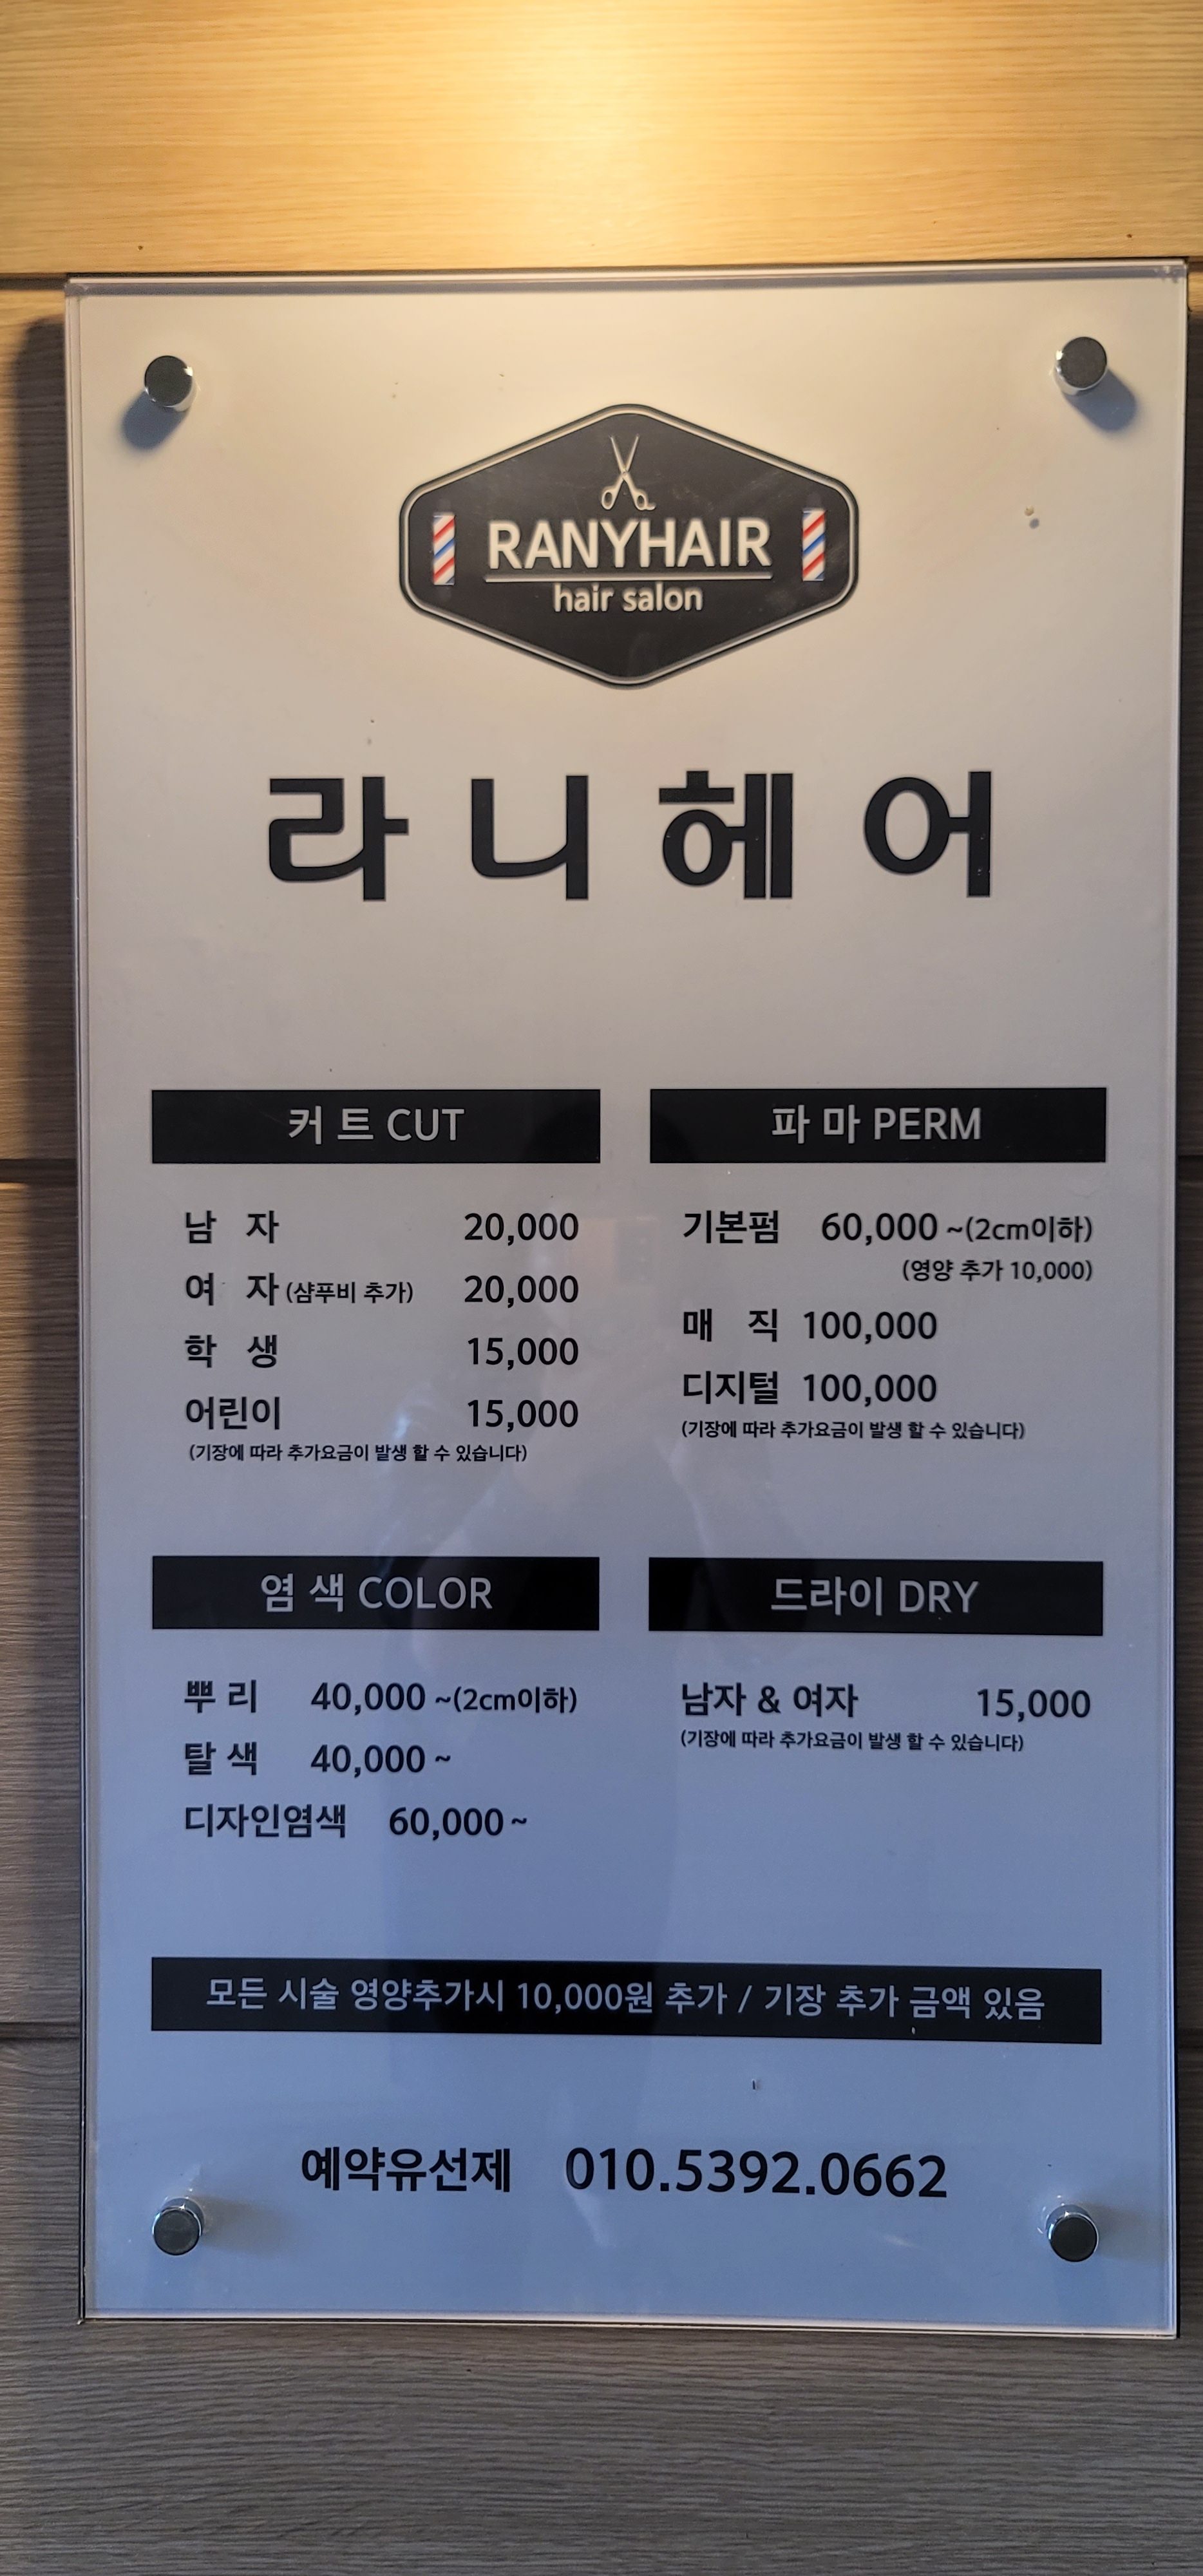 RANYHAIR
hair salon
라니헤어
커 트 CUT
남 자 20,000
여 자 (샴푸비 추가) 20,000
학 생 15,000
어린이 15,000
(기장에 따라 추가요금이 발생 할 수 있습니다)
파 마 PERM
기본펌 60,000 ~(2cm이하)
(영양 추가 10,000)
매 직 100,000
디지털 100,000
(기장에 따라 추가요금이 발생 할 수 있습니다)
염 색 COLOR
뿌 리 40,000 ~(2cm이하)
탈 색 40,000 ~
디자인염색 60,000 ~
드라이 DRY
남자 & 여자 15,000
(기장에 따라 추가요금이 발생 할 수 있습니다)
모든 시술 영양추가시 10,000원 추가 / 기장 추가 금액 있음
예약유선제 010.5392.0662